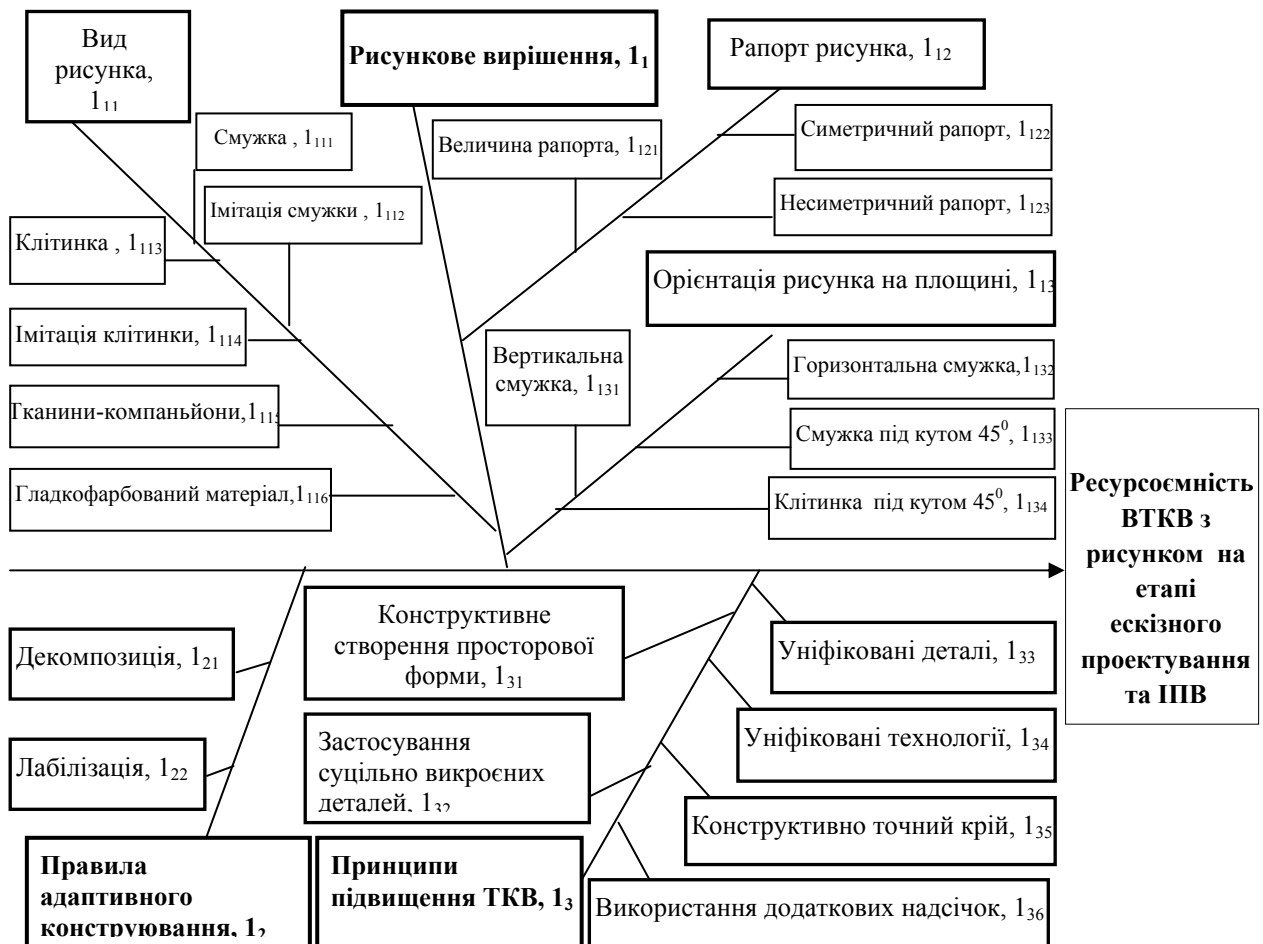 Вид
рисунка,
1₁₁
Рисункове вирішення, 1₁
Рапорт рисунка, 1₁₂
Смужка , 1₁₁₁
Величина рапорта, 1₁₂₁
Симетричний рапорт, 1₁₂₂
Імітація смужки , 1₁₁₂
Несиметричний рапорт, 1₁₂₃
Клітинка , 1₁₁₃
Орієнтація рисунка на площині, 1₁₃
Імітація клітинки, 1₁₁₄
Вертикальна
смужка, 1₁₃₁
Горизонтальна смужка,1₁₃₂
Тканини-компаньйони,1₁₁₅
Смужка під кутом 45⁰, 1₁₃₃
Гладкофарбований матеріал,1₁₁₆
Клітинка під кутом 45⁰, 1₁₃₄
Ресурсоємність
ВТКВ з
рисунком на
етапі
ескізного
проектування
та ІПВ
Декомпозиція, 1₂₁
Конструктивне
створення просторової
форми, 1₃₁
Уніфіковані деталі, 1₃₃
Лабілізація, 1₂₂
Застосування
суцільно викроєних
деталей, 1₃₂
Уніфіковані технології, 1₃₄
Конструктивно точний крій, 1₃₅
Правила
адаптивного
конструювання, 1₂
Принципи
підвищення ТКВ, 1₃
Використання додаткових надсічок, 1₃₆